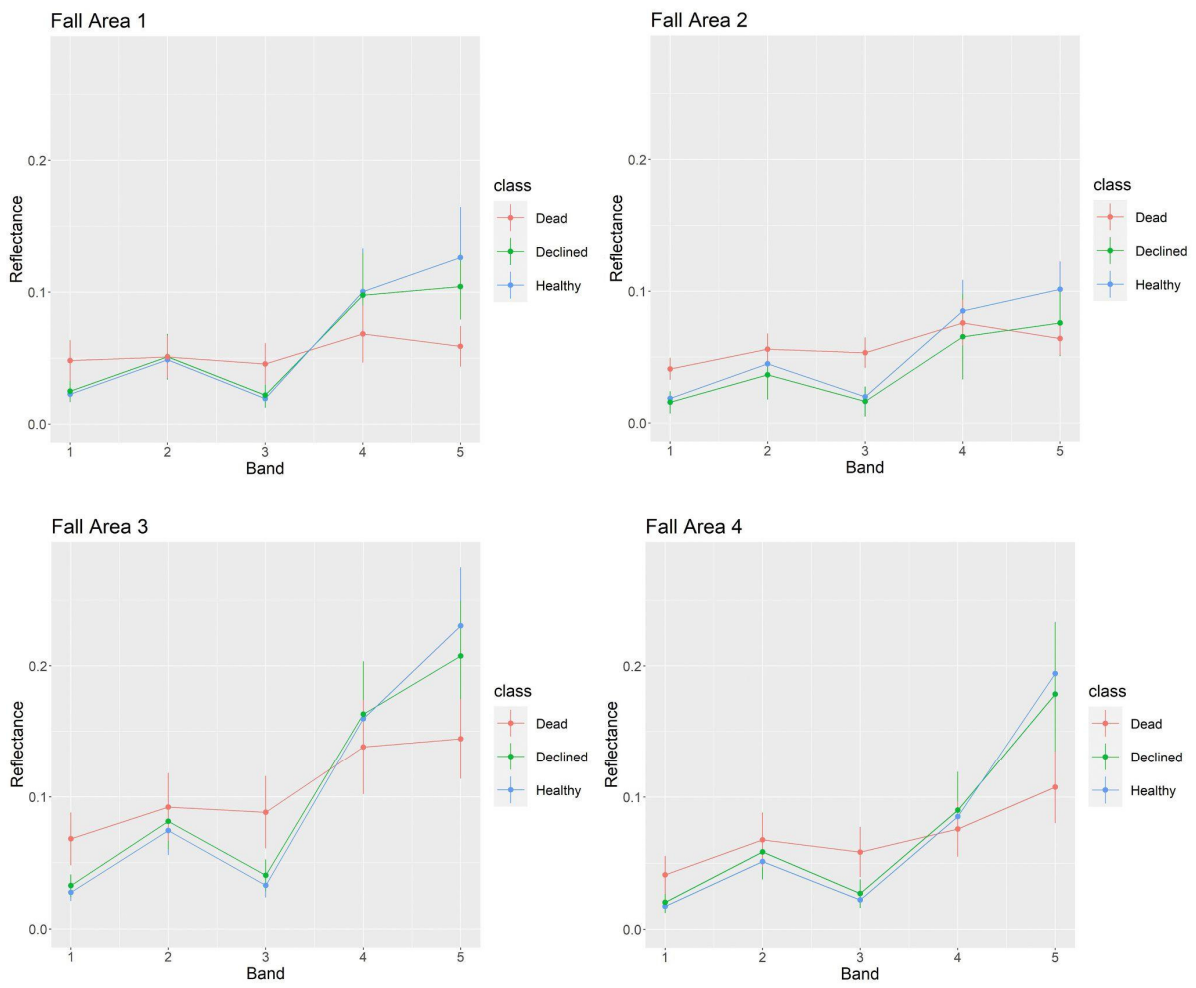 Fall Area 1
Reflectance
0.2
0.1
0.0
1 2 3 4 5
Band
class
Dead
Declined
Healthy
Fall Area 2
Reflectance
0.2
0.1
0.0
1 2 3 4 5
Band
class
Dead
Declined
Healthy
Fall Area 3
Reflectance
0.2
0.1
0.0
1 2 3 4 5
Band
class
Dead
Declined
Healthy
Fall Area 4
Reflectance
0.2
0.1
0.0
1 2 3 4 5
Band
class
Dead
Declined
Healthy